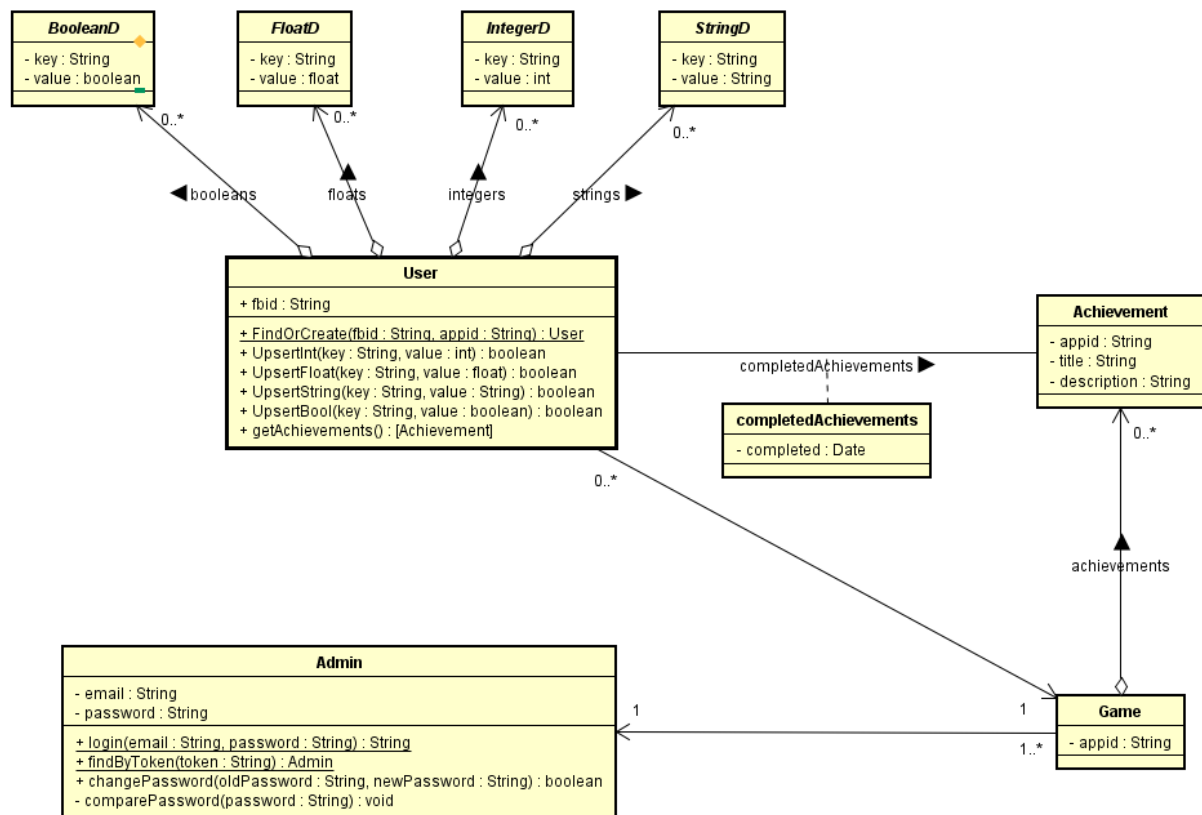 BooleanD
- key : String
- value : boolean
FloatD
- key : String
- value : float
IntegerD
- key : String
- value : int
StringD
- key : String
- value : String
0..*
0..*
0..*
0..*
booleans
floats
integers
strings
User
+ fbid : String
+ FindOrCreate(fbid : String, appid : String) : User
+ UpsertInt(key : String, value : int) : boolean
+ UpsertFloat(key : String, value : float) : boolean
+ UpsertString(key : String, value : String) : boolean
+ UpsertBool(key : String, value : boolean) : boolean
+ getAchievements() : [Achievement]
completedAchievements
completedAchievements
- completed : Date
Achievement
- appid : String
- title : String
- description : String
0..*
0..*
achievements
Admin
- email : String
- password : String
+ login(email : String, password : String) : String
+ findByToken(token : String) : Admin
+ changePassword(oldPassword : String, newPassword : String) : boolean
- comparePassword(password : String) : void
1
1
1..*
Game
- appid : String